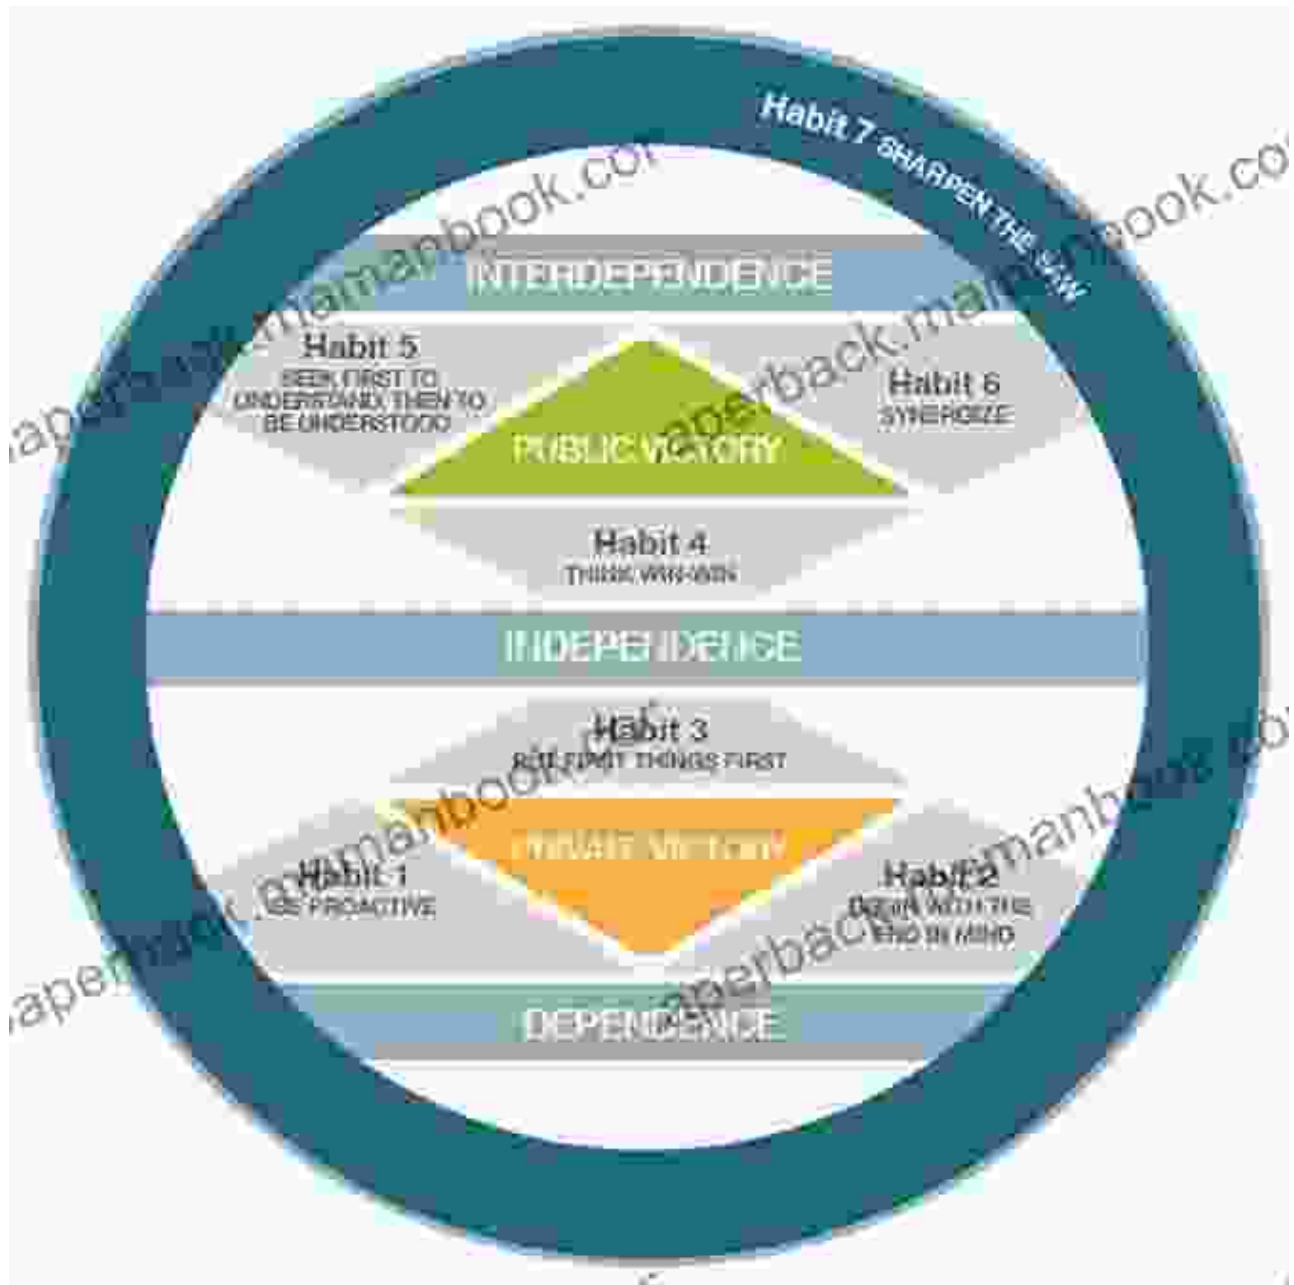 Habit 7 SHARPEN THE SAW
INTERDEPENDENCE
Habit 5
SEEK FIRST TO
UNDERSTAND, THEN TO
BE UNDERSTOOD
Habit 6
SYNERGIZE
PUBLIC VICTORY
Habit 4
THINK WIN-WIN
INDEPENDENCE
Habit 3
PUT FIRST THINGS FIRST
PRIVATE VICTORY
Habit 1
BE PROACTIVE
Habit 2
BEGIN WITH THE
END IN MIND
DEPENDENCE